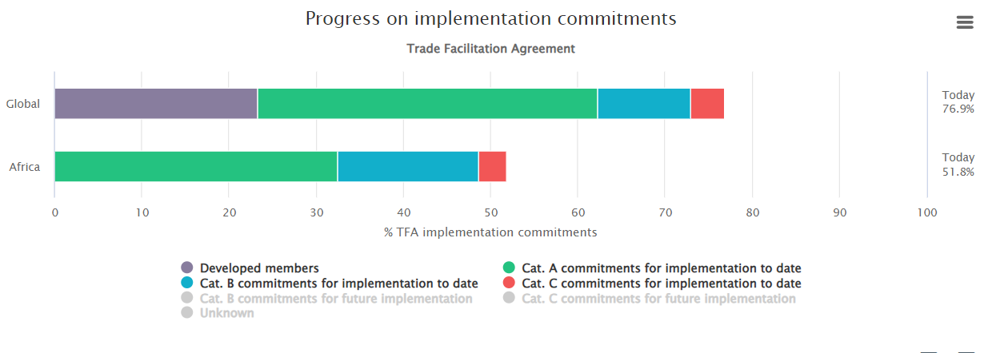 Progress on implementation commitments
Trade Facilitation Agreement
Global
Today
76.9%
Africa
Today
51.8%
0 10 20 30 40 50 60 70 80 90 100
% TFA implementation commitments
Developed members
Cat. A commitments for implementation to date
Cat. B commitments for implementation to date
Cat. C commitments for implementation to date
Cat. B commitments for future implementation
Cat. C commitments for future implementation
Unknown